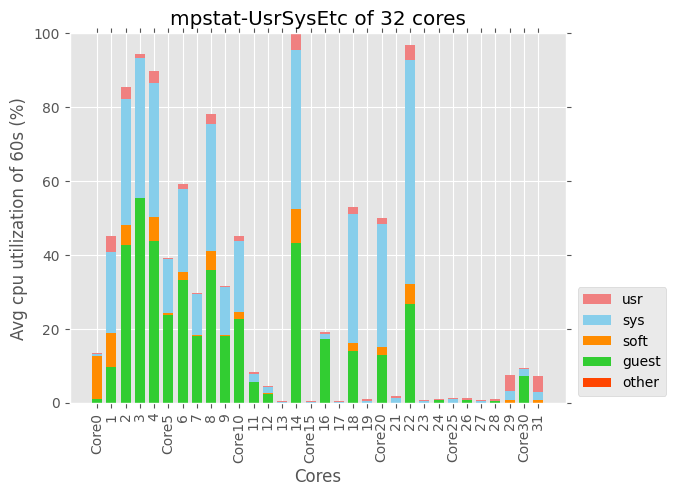 mpstat-UsrSysEtc of 32 cores
Avg cpu utilization of 60s (%)
100
80
60
40
20
0
Core0
1
2
3
4
Core5
6
7
8
9
Core10
11
12
13
14
Core15
16
17
18
19
Core20
21
22
23
24
Core25
26
27
28
29
Core30
31
Cores
usr
sys
soft
guest
other